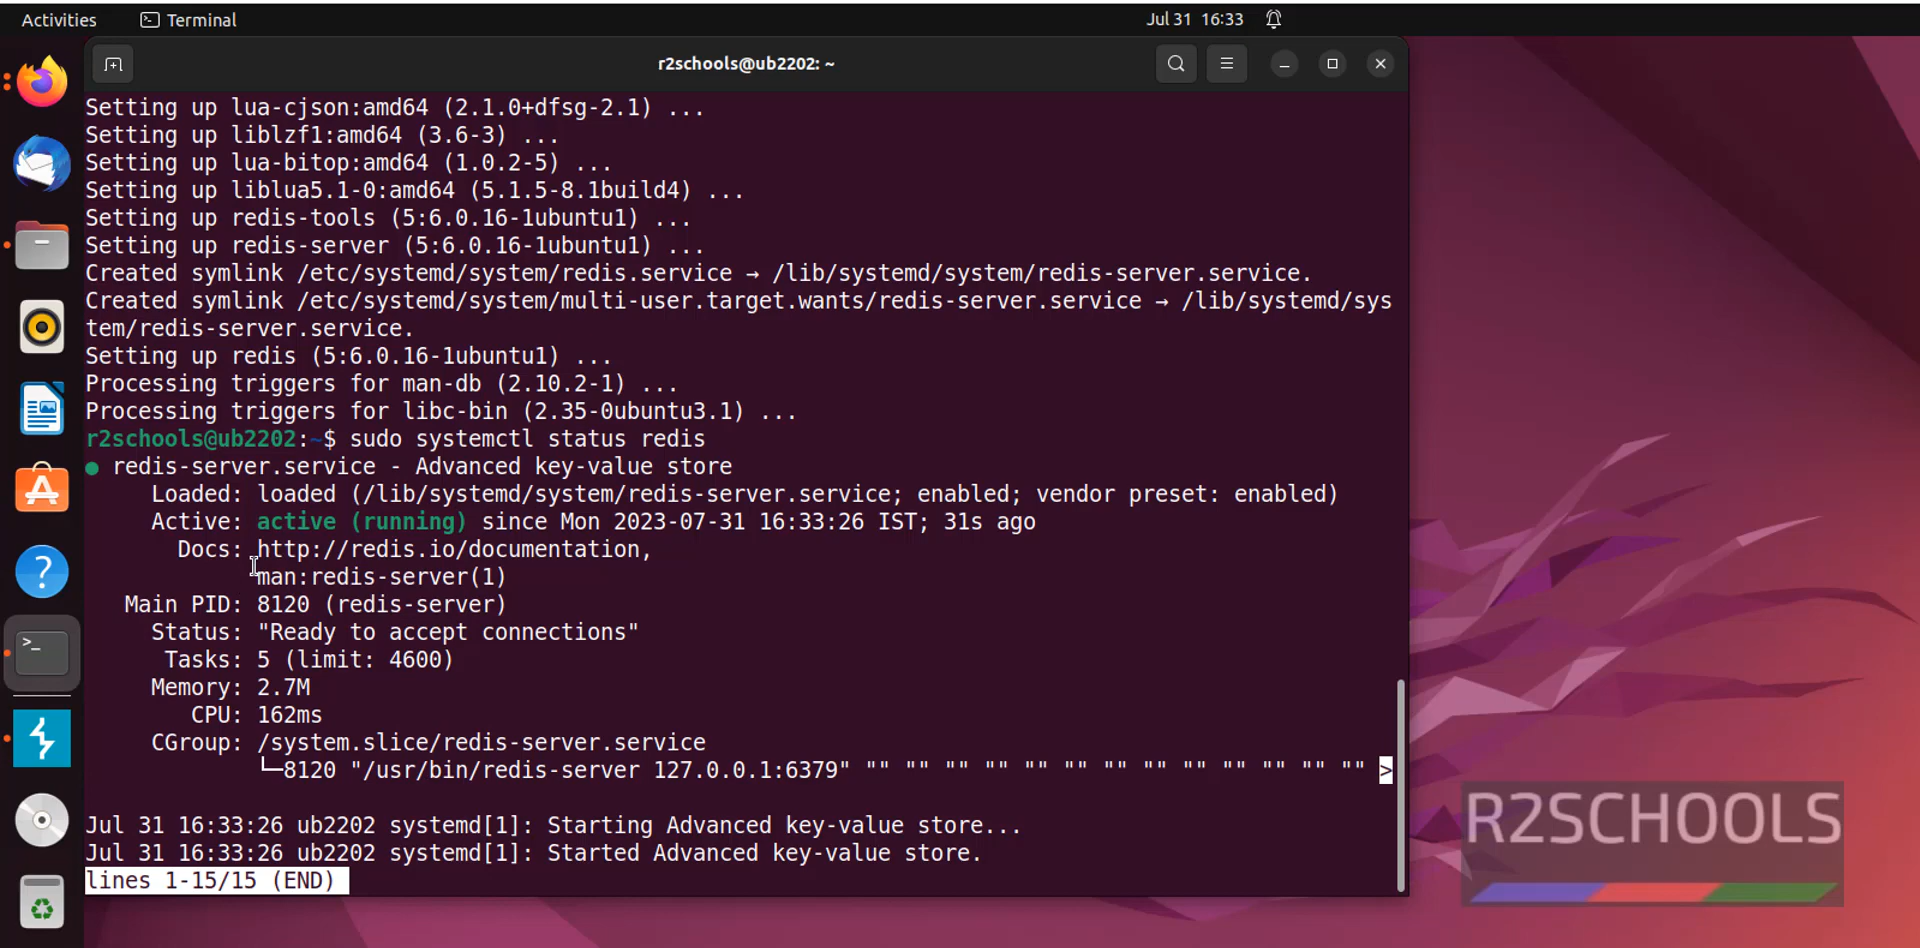 Activities Terminal Jul 31 16:33
r2schools@ub2202: ~
Setting up lua-cjson:amd64 (2.1.0+dfsg-2.1) ...
Setting up liblzf1:amd64 (3.6-3) ...
Setting up lua-bitop:amd64 (1.0.2-5) ...
Setting up liblua5.1-0:amd64 (5.1.5-8.1build4) ...
Setting up redis-tools (5:6.0.16-1ubuntu1) ...
Setting up redis-server (5:6.0.16-1ubuntu1) ...
Created symlink /etc/systemd/system/redis.service → /lib/systemd/system/redis-server.service.
Created symlink /etc/systemd/system/multi-user.target.wants/redis-server.service → /lib/systemd/sys
tem/redis-server.service.
Setting up redis (5:6.0.16-1ubuntu1) ...
Processing triggers for man-db (2.10.2-1) ...
Processing triggers for libc-bin (2.35-0ubuntu3.1) ...
r2schools@ub2202:~$ sudo systemctl status redis
● redis-server.service - Advanced key-value store
Loaded: loaded (/lib/systemd/system/redis-server.service; enabled; vendor preset: enabled)
Active: active (running) since Mon 2023-07-31 16:33:26 IST; 31s ago
Docs: http://redis.io/documentation,
man:redis-server(1)
Main PID: 8120 (redis-server)
Status: "Ready to accept connections"
Tasks: 5 (limit: 4600)
Memory: 2.7M
CPU: 162ms
CGroup: /system.slice/redis-server.service
└─8120 "/usr/bin/redis-server 127.0.0.1:6379" "" "" "" "" "" "" "" "" "" "" "" "" "" >
Jul 31 16:33:26 ub2202 systemd[1]: Starting Advanced key-value store...
Jul 31 16:33:26 ub2202 systemd[1]: Started Advanced key-value store.
lines 1-15/15 (END)
R2SCHOOLS